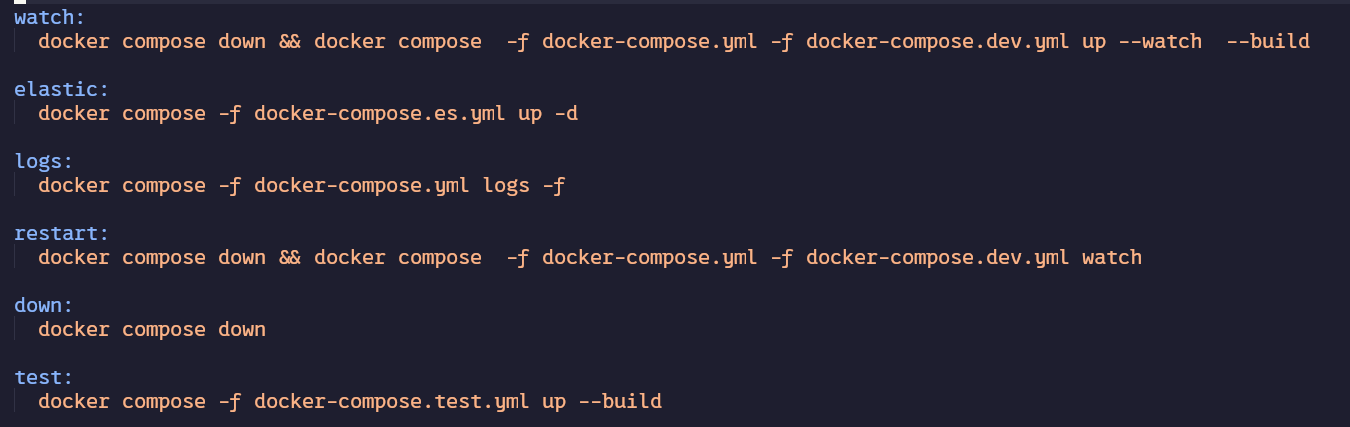 watch:
docker compose down && docker compose  -f docker-compose.yml -f docker-compose.dev.yml up --watch  --build
elastic:
docker compose -f docker-compose.es.yml up -d
logs:
docker compose -f docker-compose.yml logs -f
restart:
docker compose down && docker compose  -f docker-compose.yml -f docker-compose.dev.yml watch
down:
docker compose down
test:
docker compose -f docker-compose.test.yml up --build